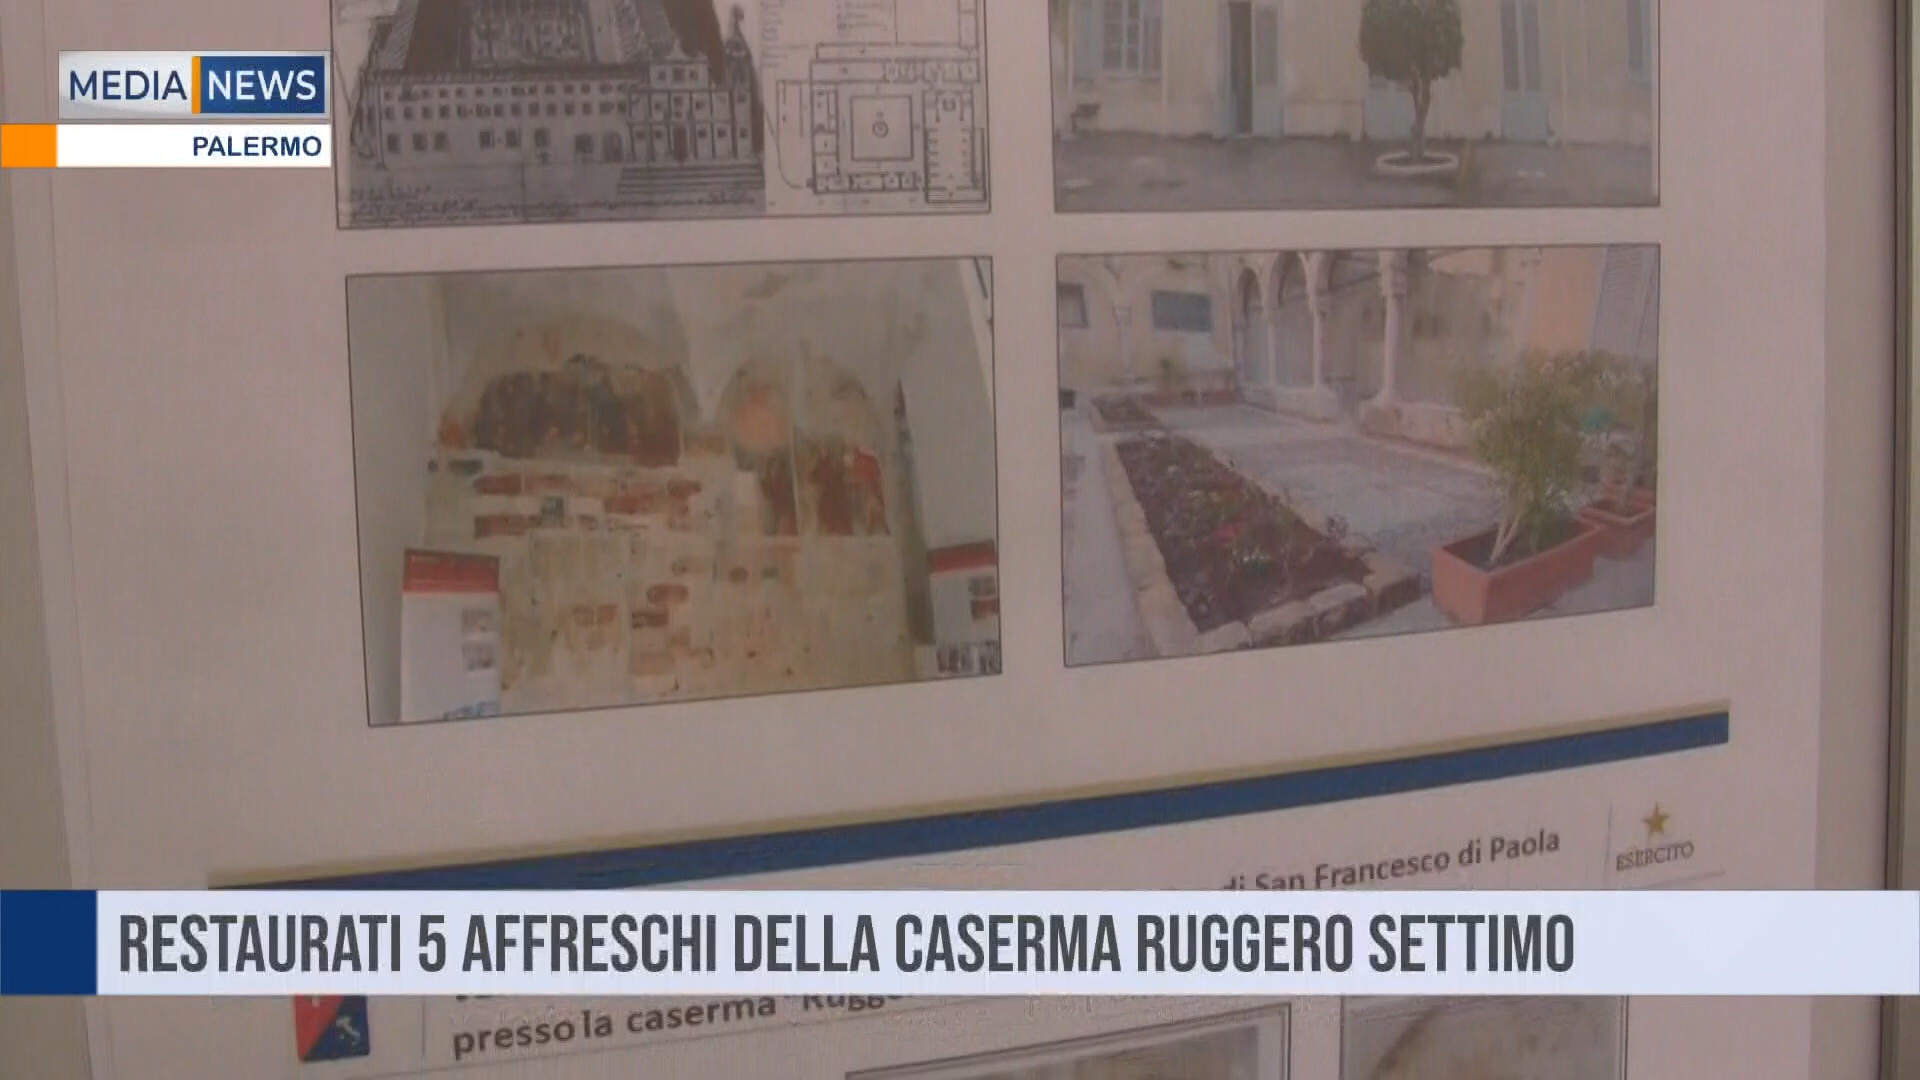 MEDIA NEWS
PALERMO
di San Francesco di Paola
ESERCITO
RESTAURATI 5 AFFRESCHI DELLA CASERMA RUGGERO SETTIMO
presso la caserma